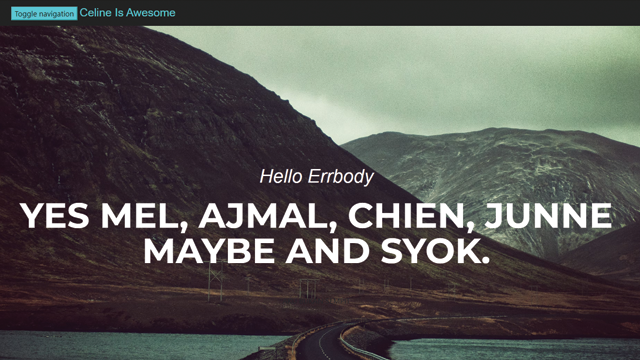 Toggle navigation Celine Is Awesome
Hello Errbody
YES MEL, AJMAL, CHIEN, JUNNE
MAYBE AND SYOK.